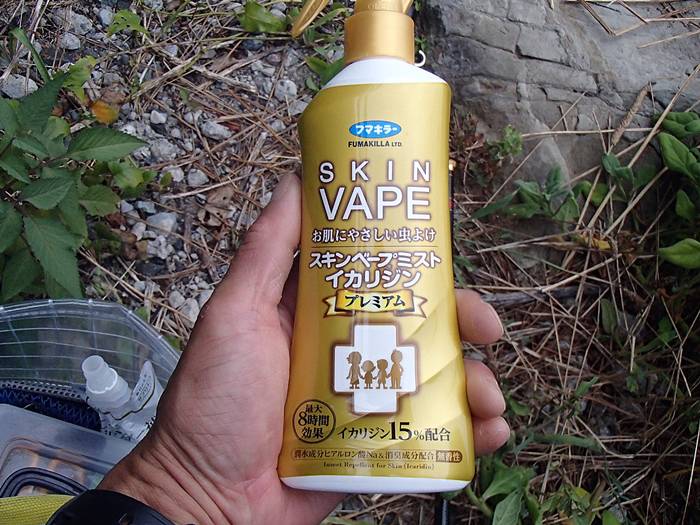 フマキラー
FUMAKILLA LTD.
SKIN
VAPE
お肌にやさしい虫よけ
スキンベープミスト
イカリジン
プレミアム
最大
8時間
効果
イカリジン15%配合
潤水成分ヒアルロン酸Na&消臭成分配合 無香性
Insect Repellent for Skin (Icaridin)